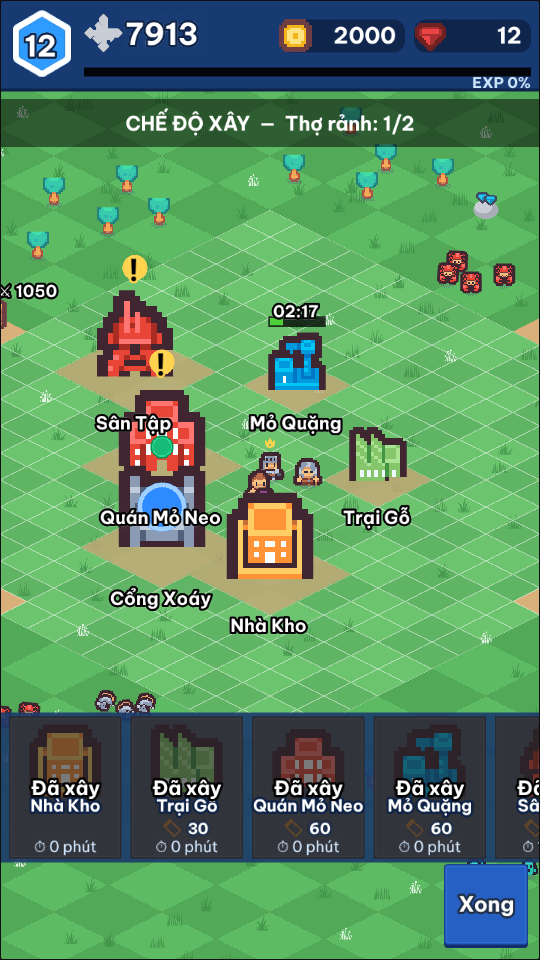 12
7913
2000
12
EXP 0%
CHẾ ĐỘ XÂY – Thợ rảnh: 1/2
× 1050
02:17
Sân Tập
Mỏ Quặng
Quán Mỏ Neo
Trại Gỗ
Cổng Xoáy
Nhà Kho
Đã xây
Nhà Kho
0 phút
Đã xây
Trại Gỗ
30
0 phút
Đã xây
Quán Mỏ Neo
60
0 phút
Đã xây
Mỏ Quặng
60
0 phút
Xong